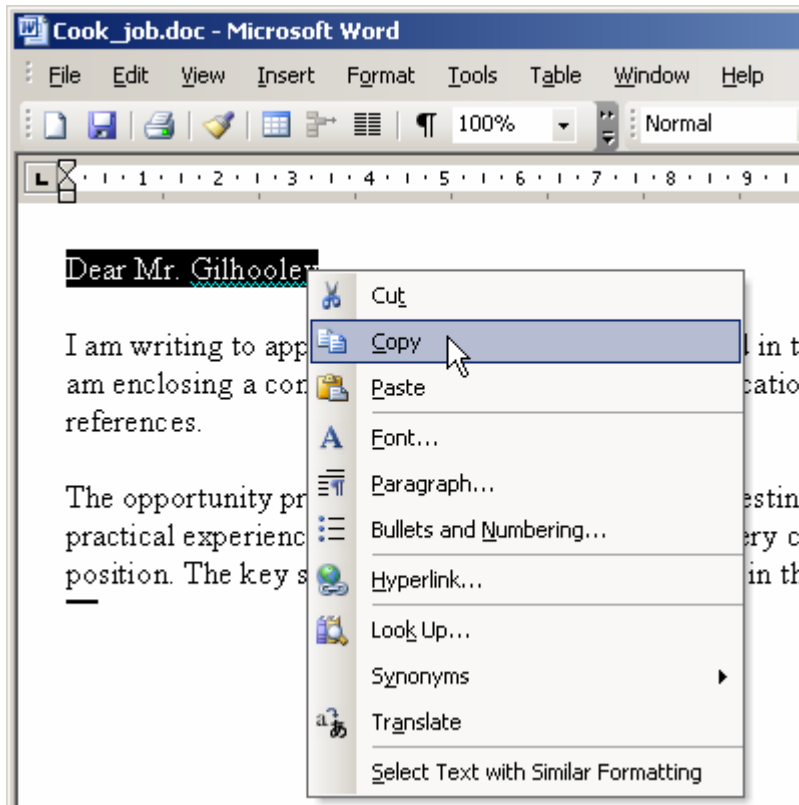 Cook_job.doc - Microsoft Word
File Edit View Insert Format Tools Table Window Help
100% Normal
1 2 3 4 5 6 7 8 9
Dear Mr. Gilhooley
Cut
I am writing to app Copy in t
am enclosing a con Paste catio
references.
Font...
The opportunity pr Paragraph... estin
practical experienc Bullets and Numbering... ery c
position. The key s Hyperlink... in th
Look Up...
Synonyms
Translate
Select Text with Similar Formatting